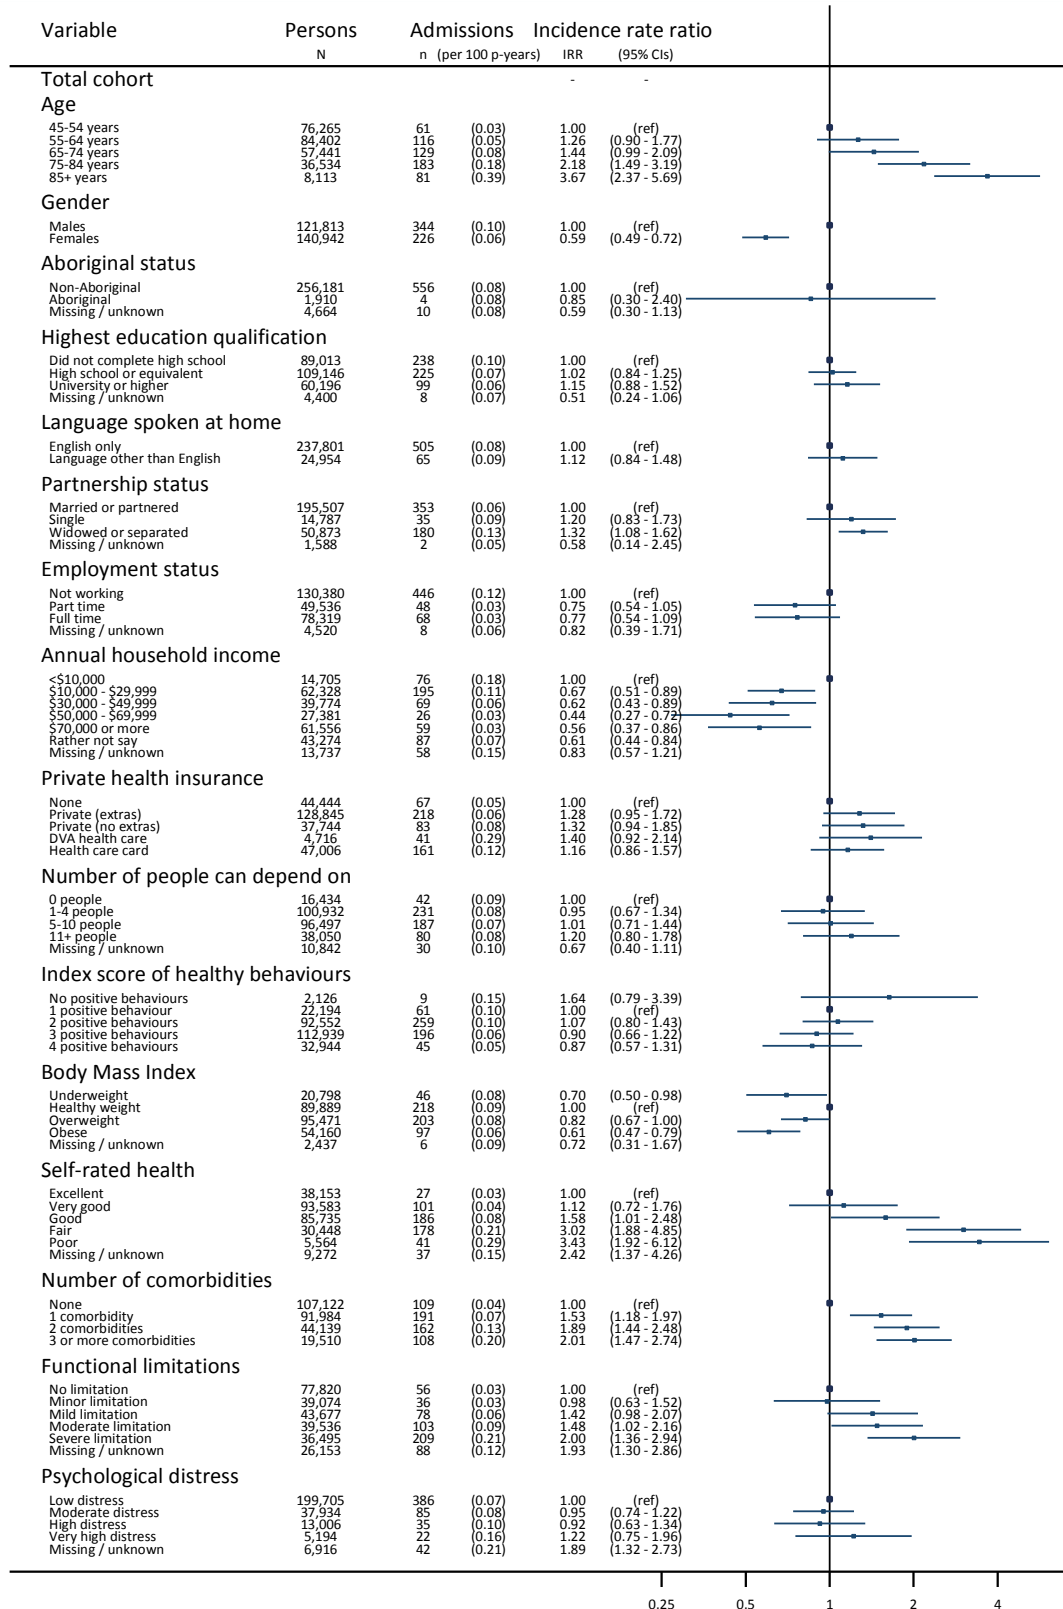 Variable Persons Admissions Incidence rate ratio
N n (per 100 p-years) IRR (95% CIs)
Total cohort - -
Age
45-54 years 76,265 61 (0.03) 1.00 (ref)
55-64 years 84,402 116 (0.05) 1.26 (0.90 - 1.77)
65-74 years 57,441 129 (0.08) 1.44 (0.99 - 2.09)
75-84 years 36,534 183 (0.18) 2.18 (1.49 - 3.19)
85+ years 8,113 81 (0.39) 3.67 (2.37 - 5.69)
Gender
Males 121,813 344 (0.10) 1.00 (ref)
Females 140,942 226 (0.06) 0.59 (0.49 - 0.72)
Aboriginal status
Non-Aboriginal 256,181 556 (0.08) 1.00 (ref)
Aboriginal 1,910 4 (0.08) 0.85 (0.30 - 2.40)
Missing / unknown 4,664 10 (0.08) 0.59 (0.30 - 1.13)
Highest education qualification
Did not complete high school 89,013 238 (0.10) 1.00 (ref)
High school or equivalent 109,146 225 (0.07) 1.02 (0.84 - 1.25)
University or higher 60,196 99 (0.06) 1.15 (0.88 - 1.52)
Missing / unknown 4,400 8 (0.07) 0.51 (0.24 - 1.06)
Language spoken at home
English only 237,801 505 (0.08) 1.00 (ref)
Language other than English 24,954 65 (0.09) 1.12 (0.84 - 1.48)
Partnership status
Married or partnered 195,507 353 (0.06) 1.00 (ref)
Single 14,787 35 (0.09) 1.20 (0.83 - 1.73)
Widowed or separated 50,873 180 (0.13) 1.32 (1.08 - 1.62)
Missing / unknown 1,588 2 (0.05) 0.58 (0.14 - 2.45)
Employment status
Not working 130,380 446 (0.12) 1.00 (ref)
Part time 49,536 48 (0.03) 0.75 (0.54 - 1.05)
Full time 78,319 68 (0.03) 0.77 (0.54 - 1.09)
Missing / unknown 4,520 8 (0.06) 0.82 (0.39 - 1.71)
Annual household income
<$10,000 14,705 76 (0.18) 1.00 (ref)
$10,000 - $29,999 62,328 195 (0.11) 0.67 (0.51 - 0.89)
$30,000 - $49,999 39,774 69 (0.06) 0.62 (0.43 - 0.89)
$50,000 - $69,999 27,381 26 (0.03) 0.44 (0.27 - 0.72)
$70,000 or more 61,556 59 (0.03) 0.56 (0.37 - 0.86)
Rather not say 43,274 87 (0.07) 0.61 (0.44 - 0.84)
Missing / unknown 13,737 58 (0.15) 0.83 (0.57 - 1.21)
Private health insurance
None 44,444 67 (0.05) 1.00 (ref)
Private (extras) 128,845 218 (0.06) 1.28 (0.95 - 1.72)
Private (no extras) 37,744 83 (0.08) 1.32 (0.94 - 1.85)
DVA health care 4,716 41 (0.29) 1.40 (0.92 - 2.14)
Health care card 47,006 161 (0.12) 1.16 (0.86 - 1.57)
Number of people can depend on
0 people 16,434 42 (0.09) 1.00 (ref)
1-4 people 100,932 231 (0.08) 0.95 (0.67 - 1.34)
5-10 people 96,497 187 (0.07) 1.01 (0.71 - 1.44)
11+ people 38,050 80 (0.08) 1.20 (0.80 - 1.78)
Missing / unknown 10,842 30 (0.10) 0.67 (0.40 - 1.11)
Index score of healthy behaviours
No positive behaviours 2,126 9 (0.15) 1.64 (0.79 - 3.39)
1 positive behaviour 22,194 61 (0.10) 1.00 (ref)
2 positive behaviours 92,552 259 (0.10) 1.07 (0.80 - 1.43)
3 positive behaviours 112,939 196 (0.06) 0.90 (0.66 - 1.22)
4 positive behaviours 32,944 45 (0.05) 0.87 (0.57 - 1.31)
Body Mass Index
Underweight 20,798 46 (0.08) 0.70 (0.50 - 0.98)
Healthy weight 89,889 218 (0.09) 1.00 (ref)
Overweight 95,471 203 (0.08) 0.82 (0.67 - 1.00)
Obese 54,160 97 (0.06) 0.61 (0.47 - 0.79)
Missing / unknown 2,437 6 (0.09) 0.72 (0.31 - 1.67)
Self-rated health
Excellent 38,153 27 (0.03) 1.00 (ref)
Very good 93,583 101 (0.04) 1.12 (0.72 - 1.76)
Good 85,735 186 (0.08) 1.58 (1.01 - 2.48)
Fair 30,448 178 (0.21) 3.02 (1.88 - 4.85)
Poor 5,564 41 (0.29) 3.43 (1.92 - 6.12)
Missing / unknown 9,272 37 (0.15) 2.42 (1.37 - 4.26)
Number of comorbidities
None 107,122 109 (0.04) 1.00 (ref)
1 comorbidity 91,984 191 (0.07) 1.53 (1.18 - 1.97)
2 comorbidities 44,139 162 (0.13) 1.89 (1.44 - 2.48)
3 or more comorbidities 19,510 108 (0.20) 2.01 (1.47 - 2.74)
Functional limitations
No limitation 77,820 56 (0.03) 1.00 (ref)
Minor limitation 39,074 36 (0.03) 0.98 (0.63 - 1.52)
Mild limitation 43,677 78 (0.06) 1.42 (0.98 - 2.07)
Moderate limitation 39,536 103 (0.09) 1.48 (1.02 - 2.16)
Severe limitation 36,495 209 (0.21) 2.00 (1.36 - 2.94)
Missing / unknown 26,153 88 (0.12) 1.93 (1.30 - 2.86)
Psychological distress
Low distress 199,705 386 (0.07) 1.00 (ref)
Moderate distress 37,934 85 (0.08) 0.95 (0.74 - 1.22)
High distress 13,006 35 (0.10) 0.92 (0.63 - 1.34)
Very high distress 5,194 22 (0.16) 1.22 (0.75 - 1.96)
Missing / unknown 6,916 42 (0.21) 1.89 (1.32 - 2.73)
0.25 0.5 1 2 4